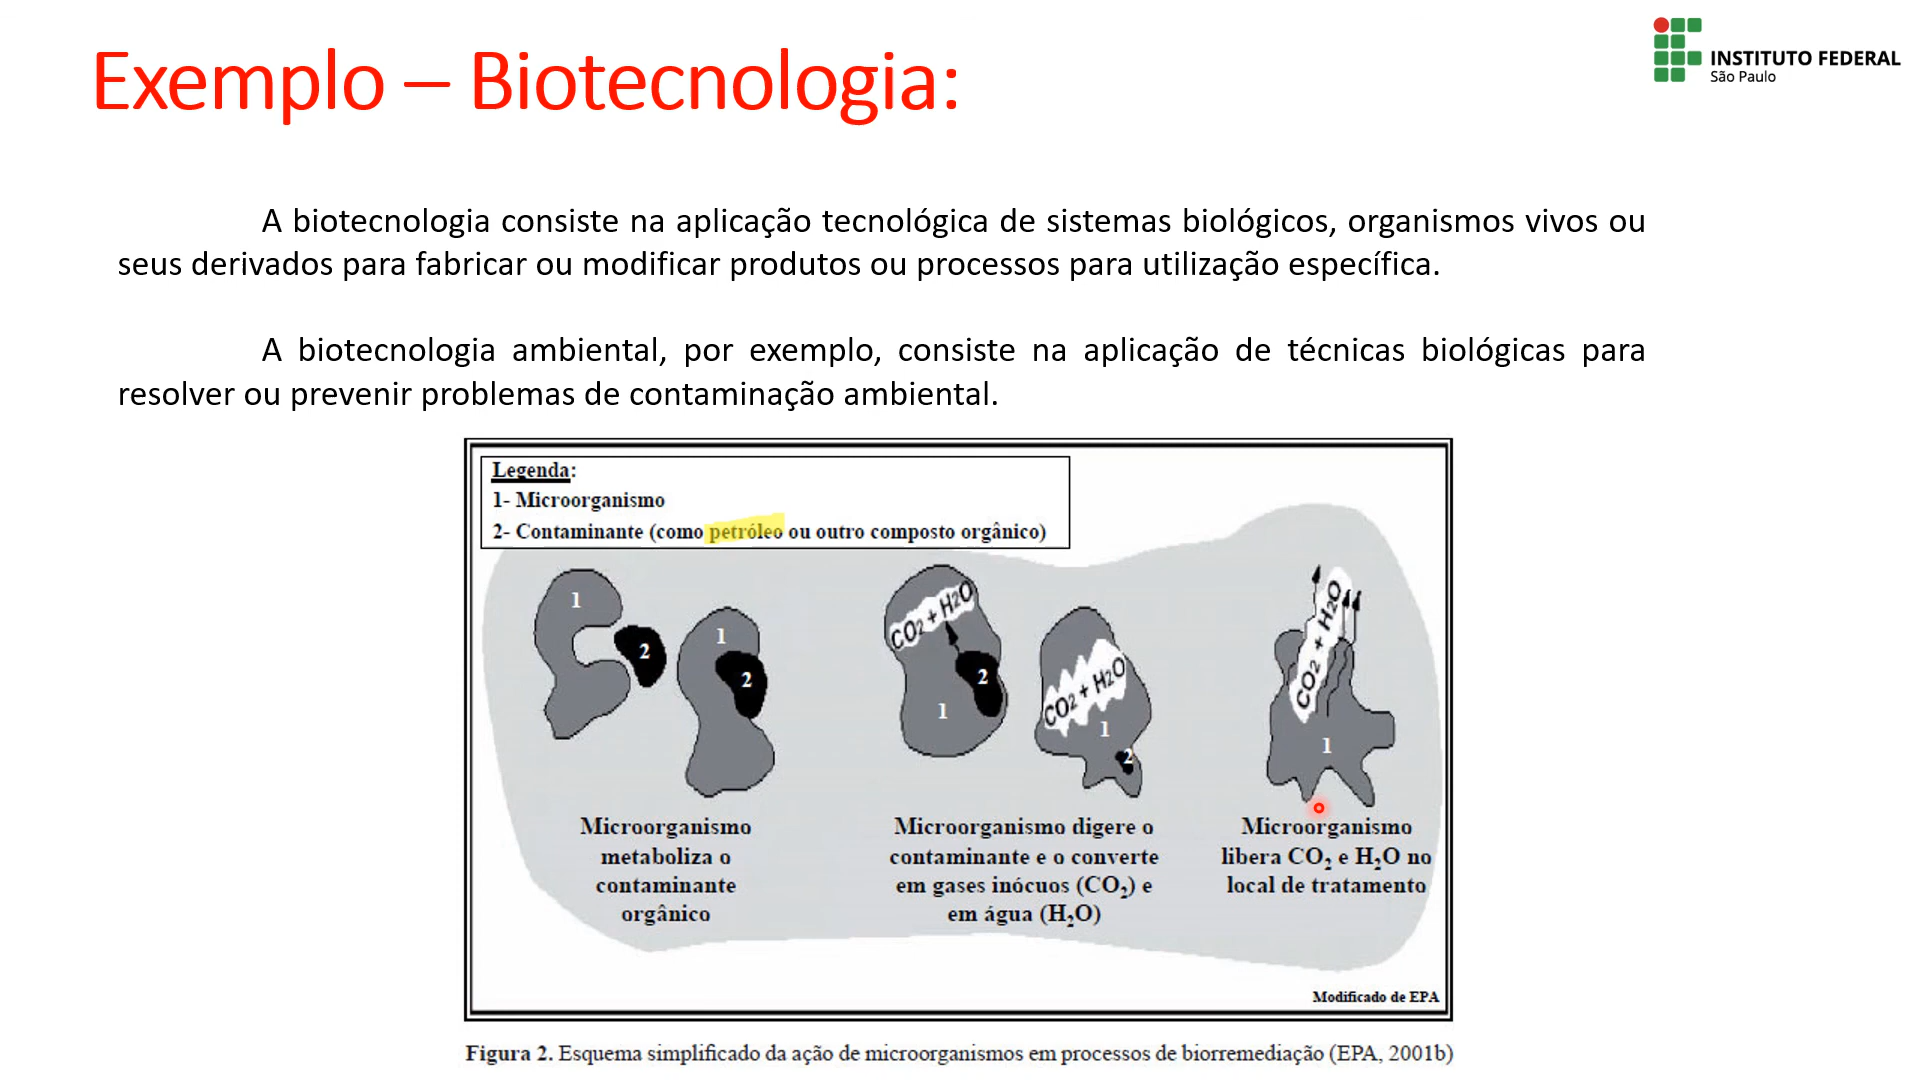 Exemplo – Biotecnologia:
INSTITUTO FEDERAL
São Paulo
A biotecnologia consiste na aplicação tecnológica de sistemas biológicos, organismos vivos ou
seus derivados para fabricar ou modificar produtos ou processos para utilização específica.
A biotecnologia ambiental, por exemplo, consiste na aplicação de técnicas biológicas para
resolver ou prevenir problemas de contaminação ambiental.
Legenda:
1- Microorganismo
2- Contaminante (como petróleo ou outro composto orgânico)
1
2
1
2
CO2 + H2O
2
1
CO2 + H2O
1
2
CO2 + H2O
1
Microorganismo
metaboliza o
contaminante
orgânico
Microorganismo digere o
contaminante e o converte
em gases inócuos (CO₂) e
em água (H₂O)
Microorganismo
libera CO₂ e H₂O no
local de tratamento
Modificado de EPA
Figura 2. Esquema simplificado da ação de microorganismos em processos de biorremediação (EPA, 2001b)